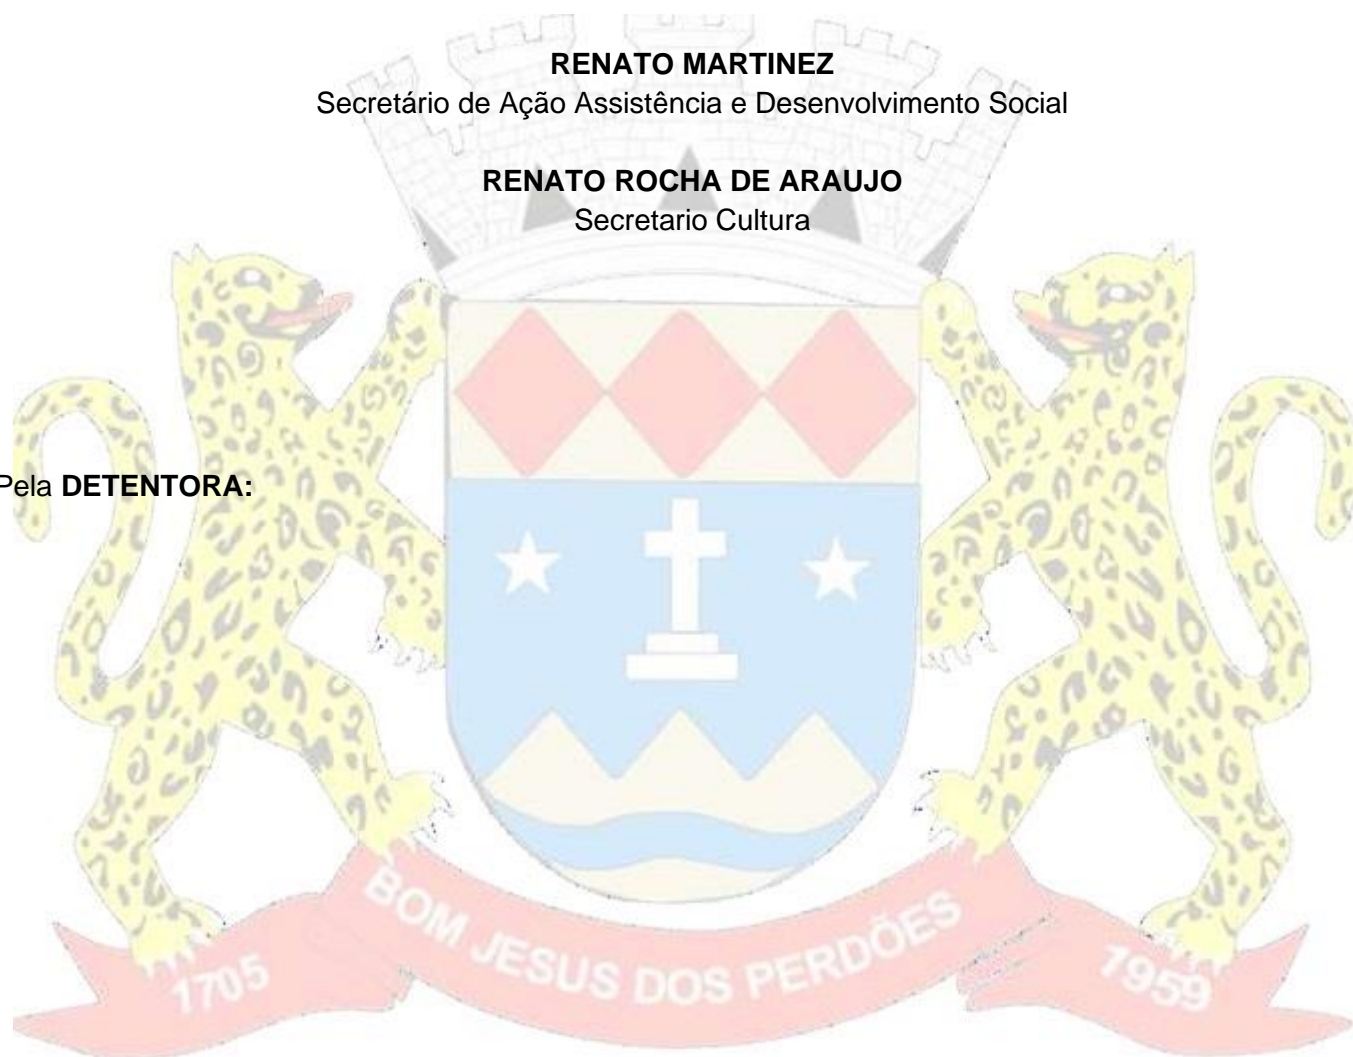 RENATO MARTINEZ
Secretário de Ação Assistência e Desenvolvimento Social
RENATO ROCHA DE ARAUJO
Secretario Cultura
Pela DETENTORA:
1705
BOM JESUS DOS PERDÕES
1959